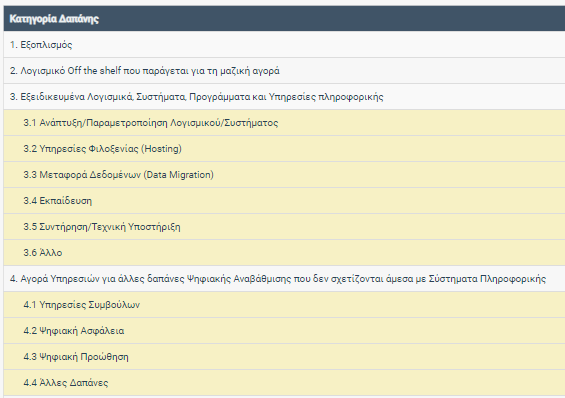 Κατηγορία Δαπάνης
1. Εξοπλισμός
2. Λογισμικό Off the shelf που παράγεται για τη μαζική αγορά
3. Εξειδικευμένα Λογισμικά, Συστήματα, Προγράμματα και Υπηρεσίες πληροφορικής
3.1 Ανάπτυξη/Παραμετροποίηση Λογισμικού/Συστήματος
3.2 Υπηρεσίες Φιλοξενίας (Hosting)
3.3 Μεταφορά Δεδομένων (Data Migration)
3.4 Εκπαίδευση
3.5 Συντήρηση/Τεχνική Υποστήριξη
3.6 Άλλο
4. Αγορά Υπηρεσιών για άλλες δαπάνες Ψηφιακής Αναβάθμισης που δεν σχετίζονται άμεσα με Σύστηματα Πληροφορικής
4.1 Υπηρεσίες Συμβούλων
4.2 Ψηφιακή Ασφάλεια
4.3 Ψηφιακή Προώθηση
4.4 Άλλες Δαπάνες